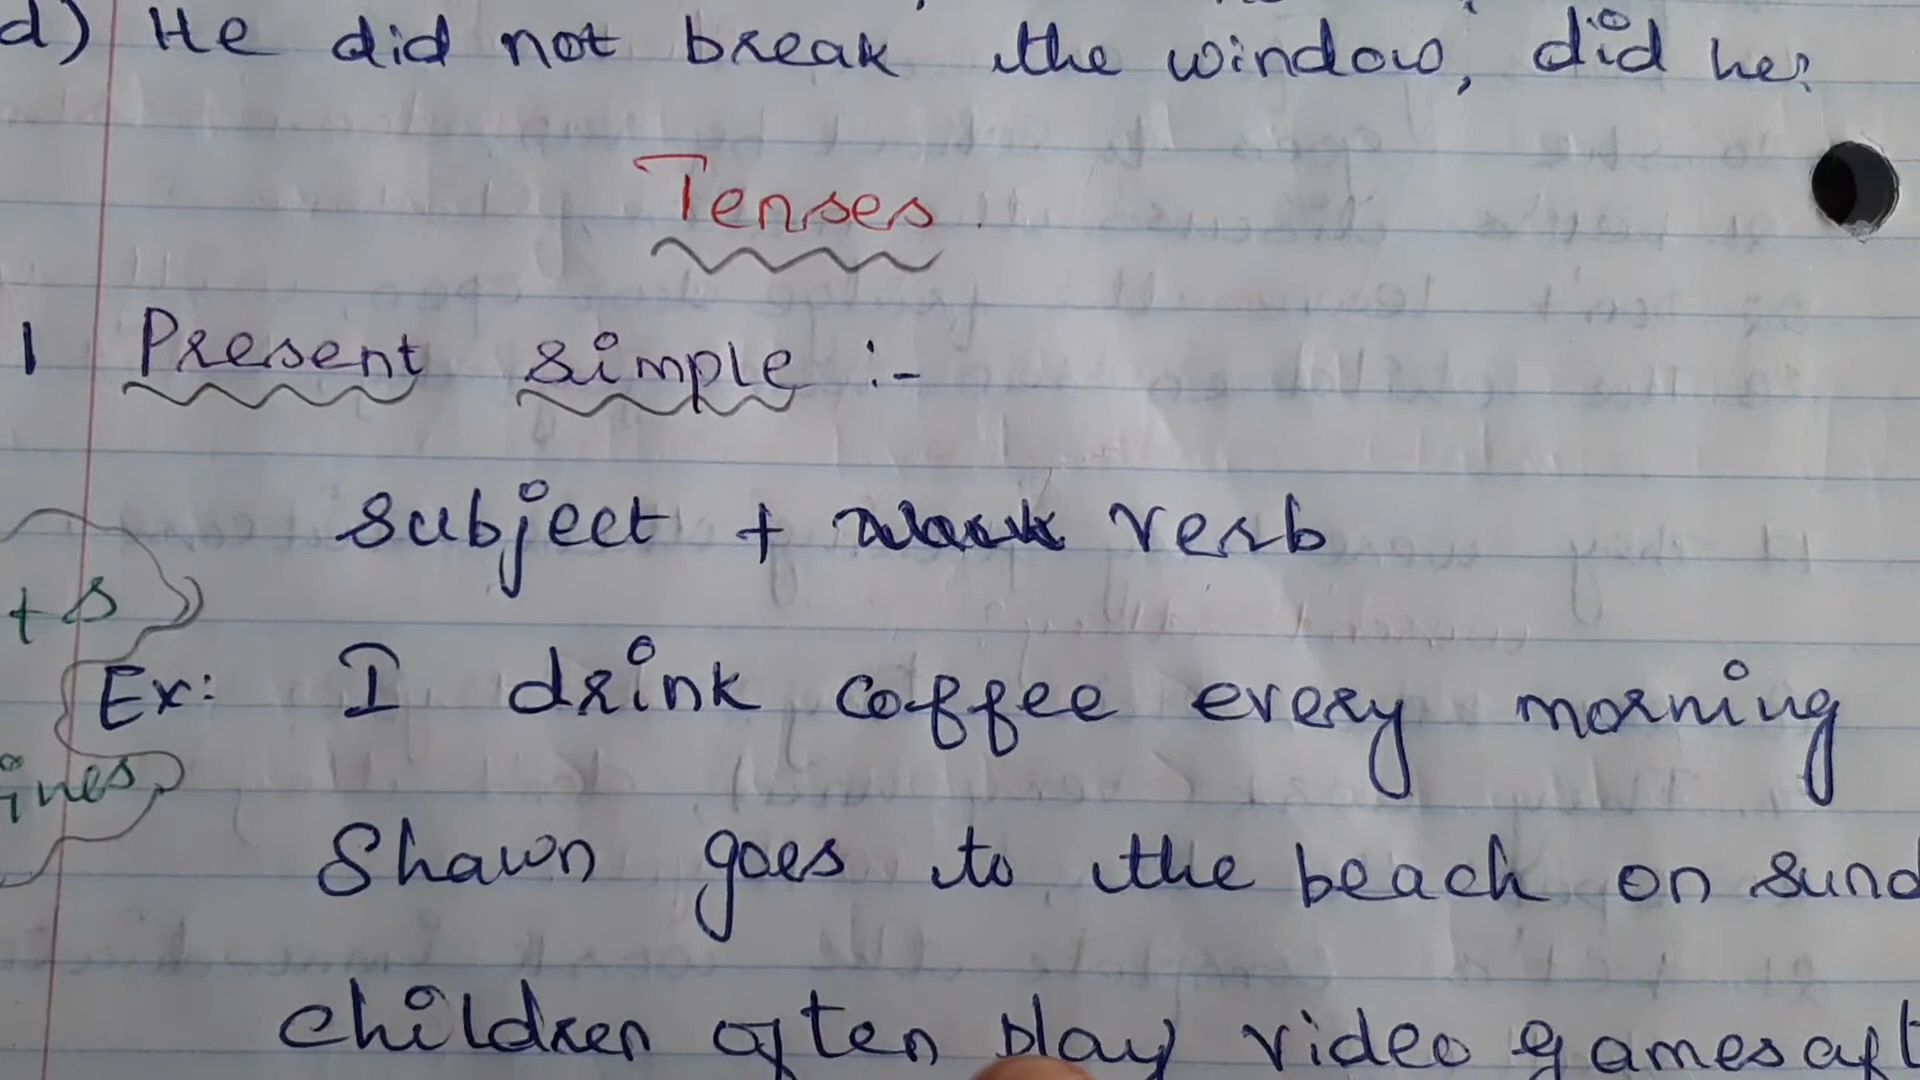 d) He did not break the window, did he?
Tenses
1 Present simple :-
subject + verb
+ s
Ex: I drink coffee every morning
ines
Shawn goes to the beach on sund
children often play video games aft